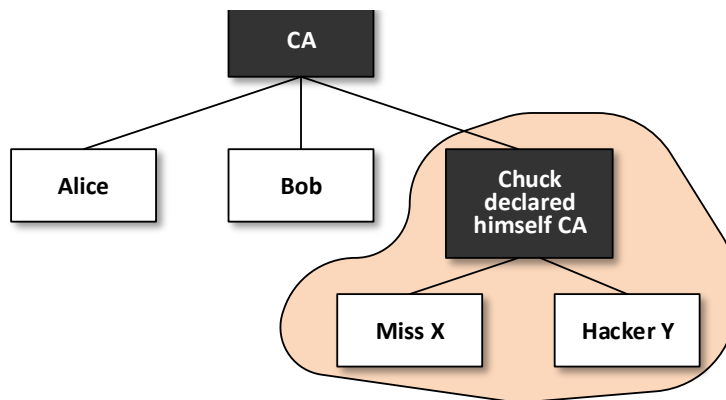 CA
Alice
Bob
Chuck
declared
himself CA
Miss X
Hacker Y